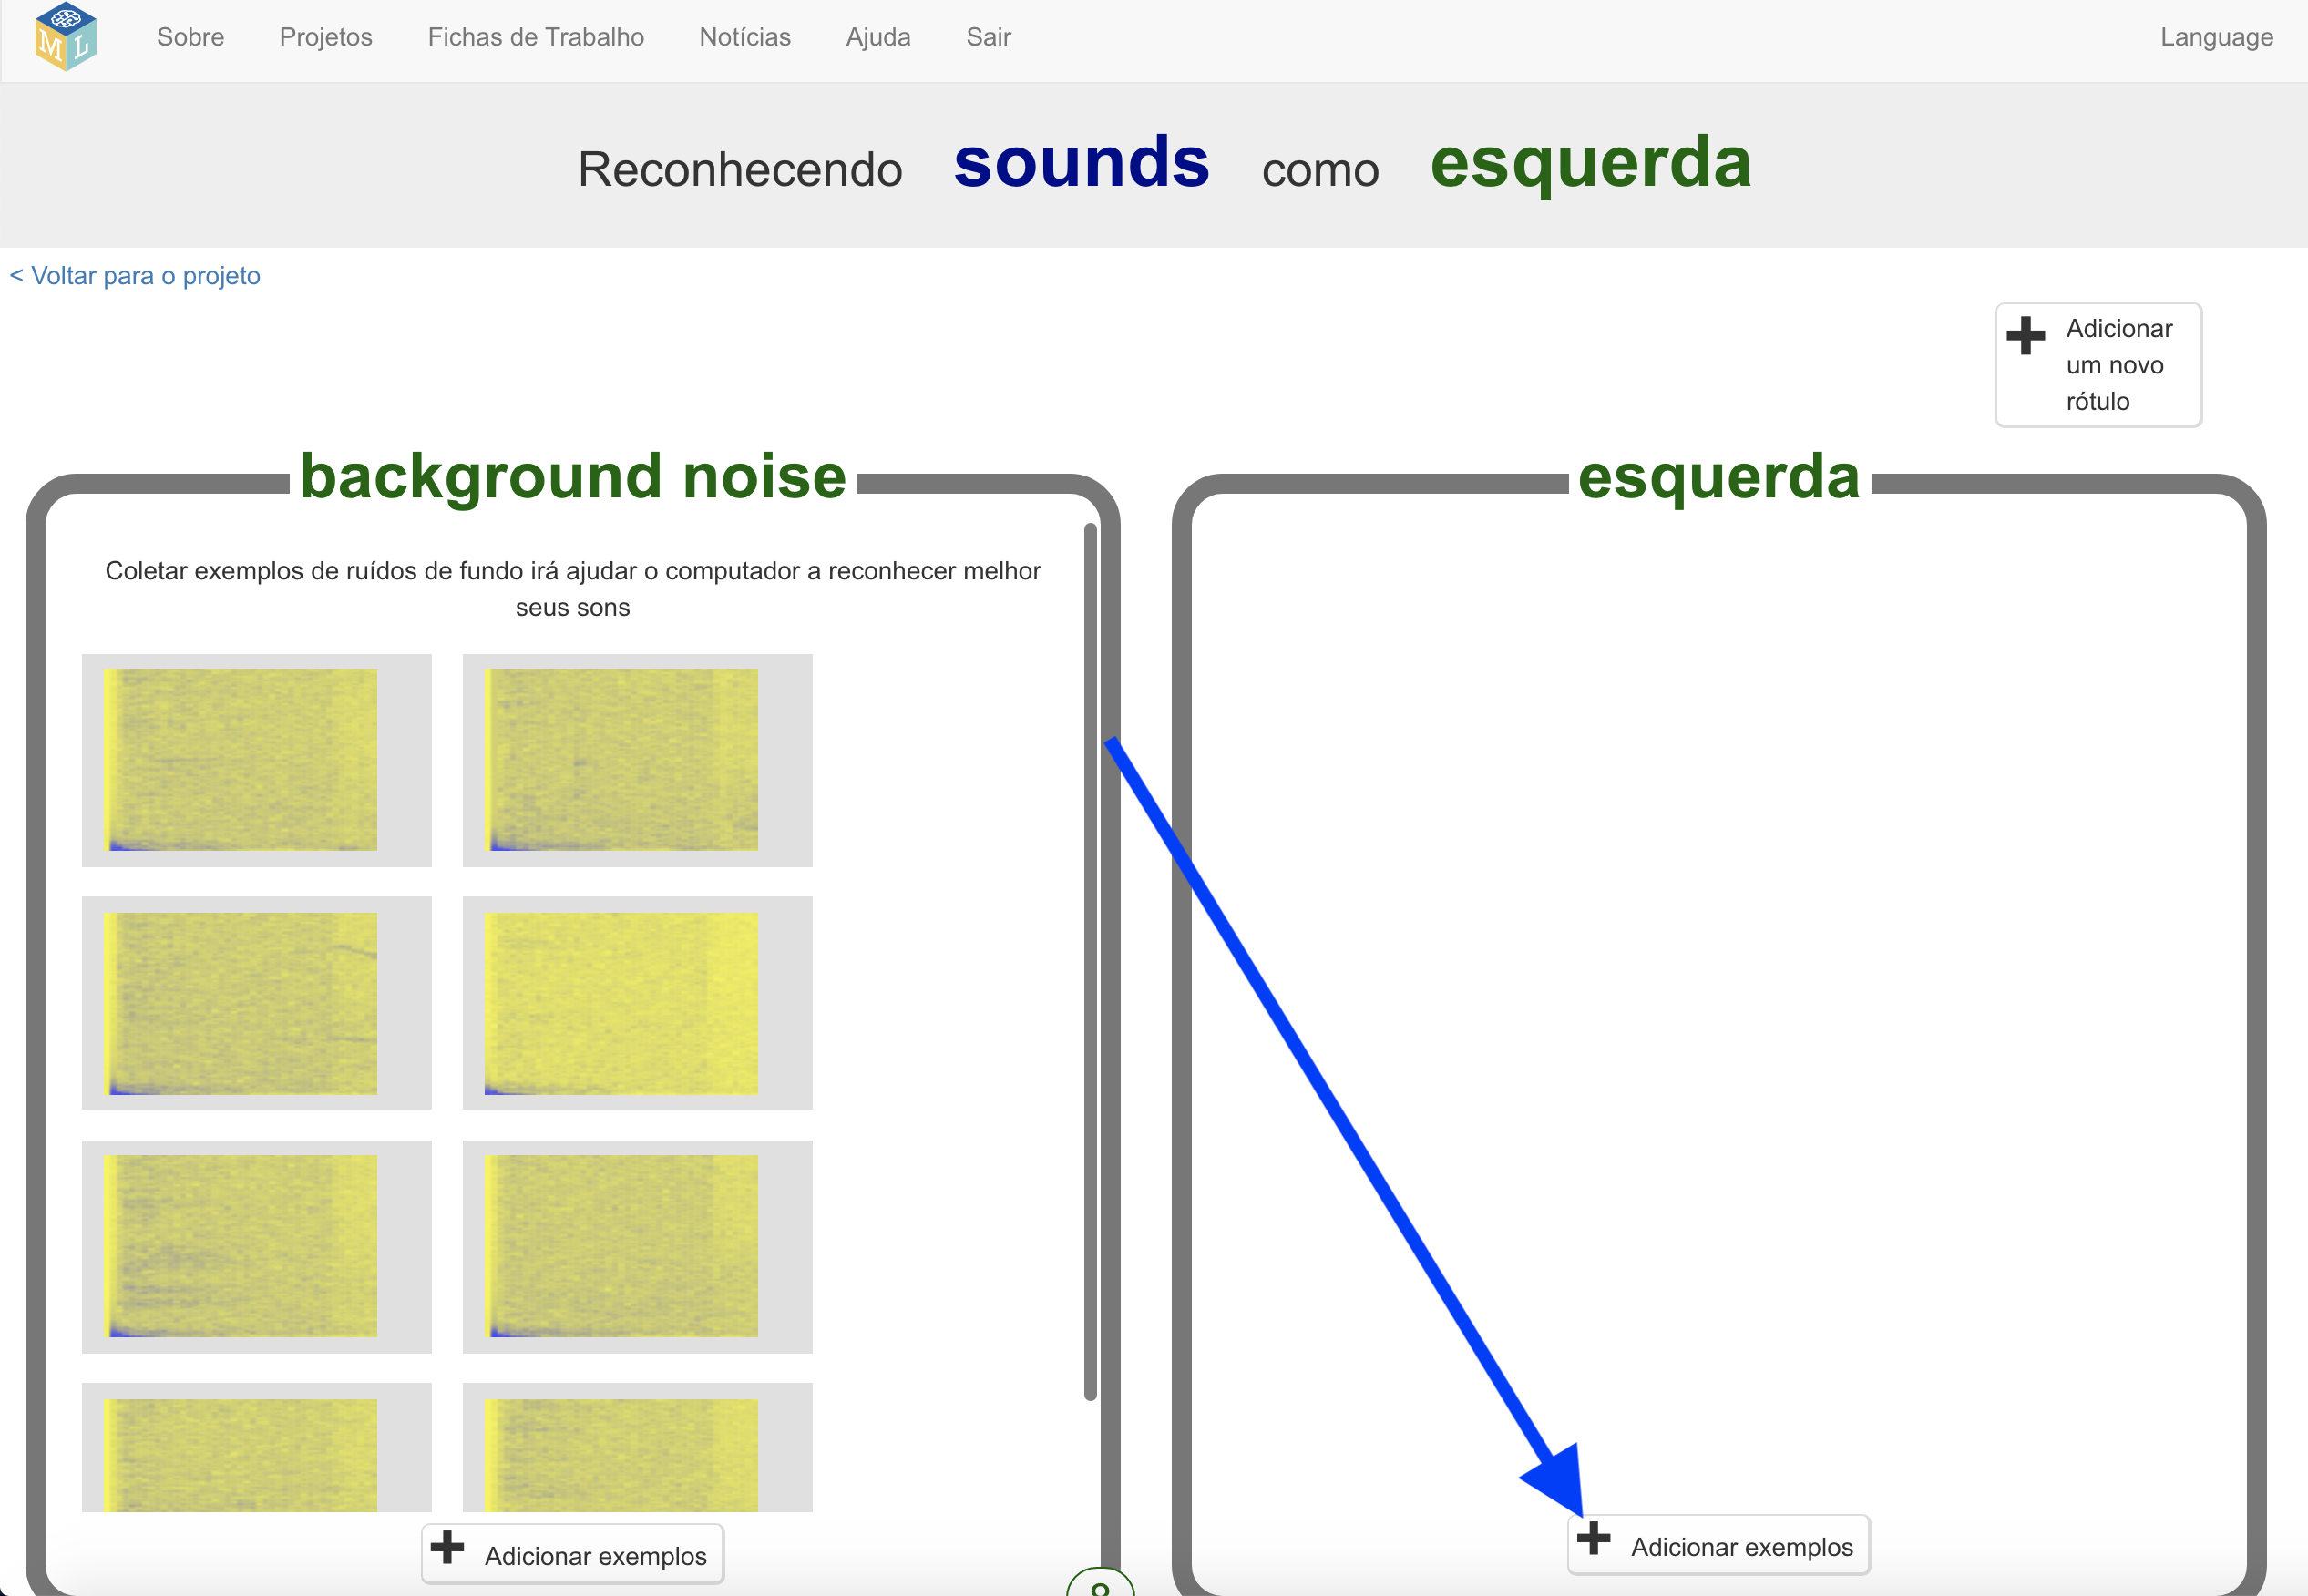 M L
Sobre Projetos Fichas de Trabalho Notícias Ajuda Sair Language
Reconhecendo sounds como esquerda
< Voltar para o projeto
Adicionar
um novo
rótulo
background noise
Coletar exemplos de ruídos de fundo irá ajudar o computador a reconhecer melhor
seus sons
Adicionar exemplos
8
esquerda
Adicionar exemplos